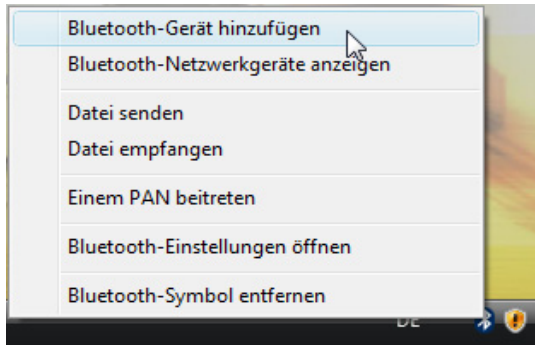 Bluetooth-Gerät hinzufügen
Bluetooth-Netzwerkgeräte anzeigen
Datei senden
Datei empfangen
Einem PAN beitreten
Bluetooth-Einstellungen öffnen
Bluetooth-Symbol entfernen
DE